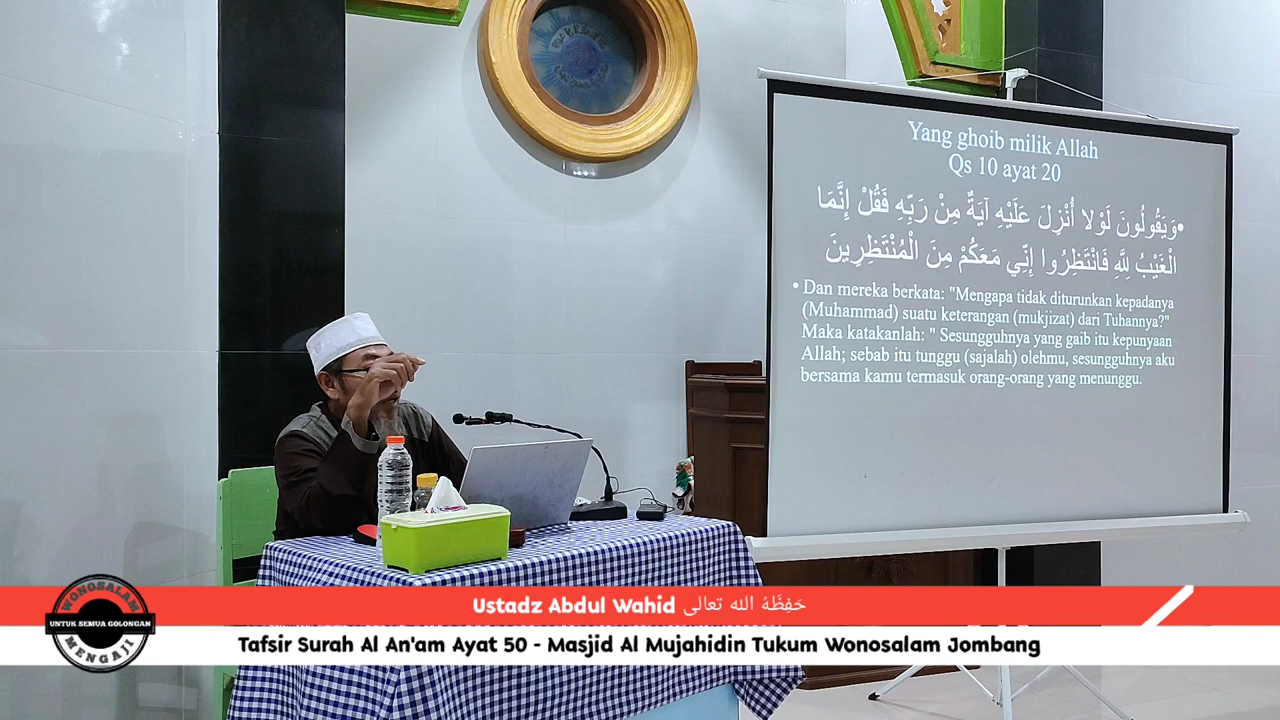 Yang ghoib milik Allah
Qs 10 ayat 20
•وَيَقُولُونَ لَوْلا أُنْزِلَ عَلَيْهِ آيَةٌ مِنْ رَبِّهِ فَقُلْ إِنَّمَا
الْغَيْبُ لِلَّهِ فَانْتَظِرُوا إِنِّي مَعَكُمْ مِنَ الْمُنْتَظِرِينَ
• Dan mereka berkata: "Mengapa tidak diturunkan kepadanya
(Muhammad) suatu keterangan (mukjizat) dari Tuhannya?"
Maka katakanlah: " Sesungguhnya yang gaib itu kepunyaan
Allah; sebab itu tunggu (sajalah) olehmu, sesungguhnya aku
bersama kamu termasuk orang-orang yang menunggu.
WONOSALAM
UNTUK SEMUA GOLONGAN
MENGAJI
Ustadz Abdul Wahid حَفِظَهُ الله تعالى
Tafsir Surah Al An'am Ayat 50 - Masjid Al Mujahidin Tukum Wonosalam Jombang